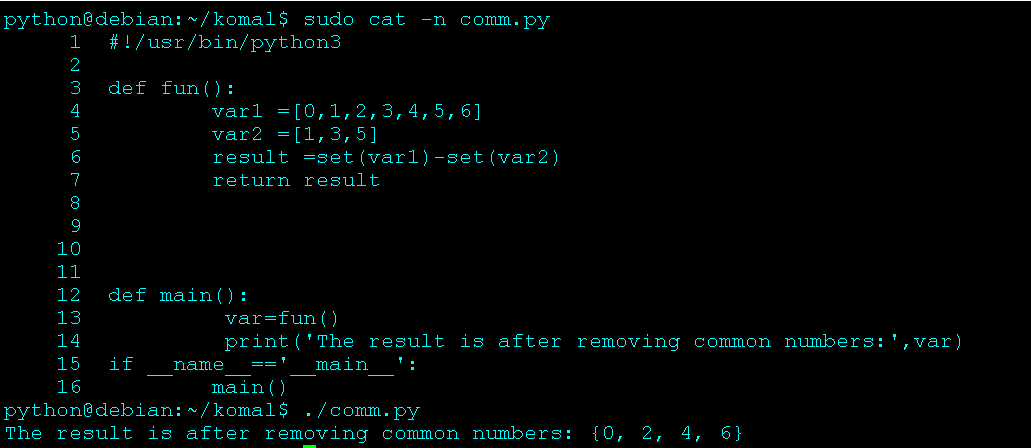 python@debian:~/komal$ sudo cat -n comm.py
     1  #!/usr/bin/python3
     2
     3  def fun():
     4          var1 =[0,1,2,3,4,5,6]
     5          var2 =[1,3,5]
     6          result =set(var1)-set(var2)
     7          return result
     8
     9
    10
    11
    12  def main():
    13           var=fun()
    14           print('The result is after removing common numbers:',var)
    15  if __name__=='__main__':
    16          main()
python@debian:~/komal$ ./comm.py
The result is after removing common numbers: {0, 2, 4, 6}